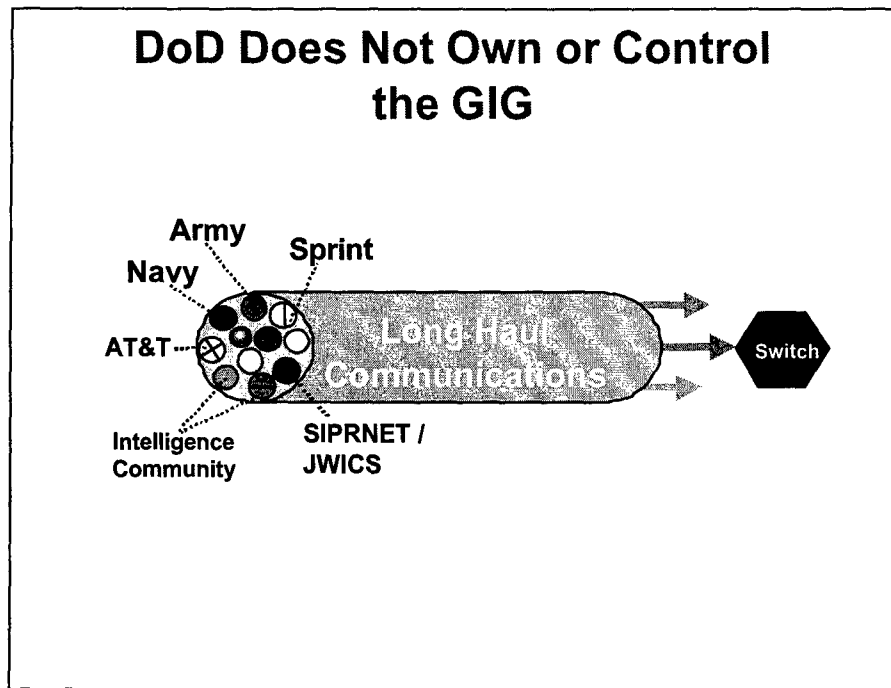 DoD Does Not Own or Control
the GIG
Army
Sprint
Navy
AT&T
Long Haul
Communications
Switch
Intelligence
Community
SIPRNET /
JWICS